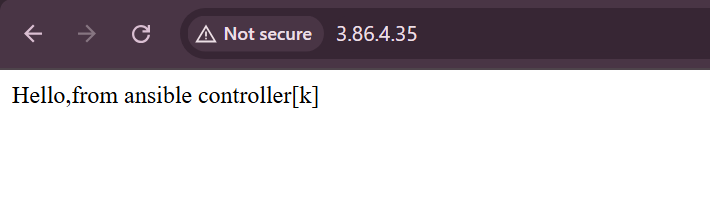 Not secure 3.86.4.35
Hello,from ansible controller[k]